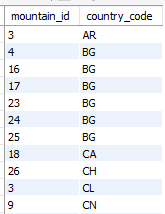 mountain_id country_code
3 AR
4 BG
16 BG
17 BG
23 BG
24 BG
25 BG
18 CA
26 CH
3 CL
9 CN